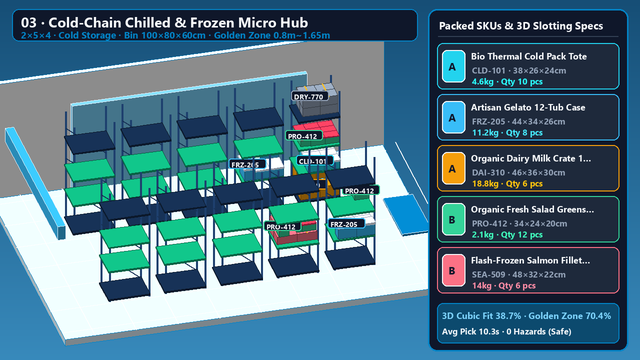 03 · Cold-Chain Chilled & Frozen Micro Hub
2×5×4 · Cold Storage · Bin 100×80×60cm · Golden Zone 0.8m−1.65m
DRY-770
PRO-412
FRZ-205
CLD-101
PRO-412
PRO-412
FRZ-205
Packed SKUs & 3D Slotting Specs
A
Bio Thermal Cold Pack Tote
CLD-101 · 38×26×24cm
4.6kg · Qty 10 pcs
A
Artisan Gelato 12-Tub Case
FRZ-205 · 44×34×26cm
11.2kg · Qty 8 pcs
A
Organic Dairy Milk Crate 1...
DAI-310 · 46×36×30cm
18.8kg · Qty 6 pcs
B
Organic Fresh Salad Greens...
PRO-412 · 34×24×20cm
2.1kg · Qty 12 pcs
B
Flash-Frozen Salmon Fillet...
SEA-509 · 48×32×22cm
14kg · Qty 6 pcs
3D Cubic Fit 38.7% · Golden Zone 70.4%
Avg Pick 10.3s · 0 Hazards (Safe)